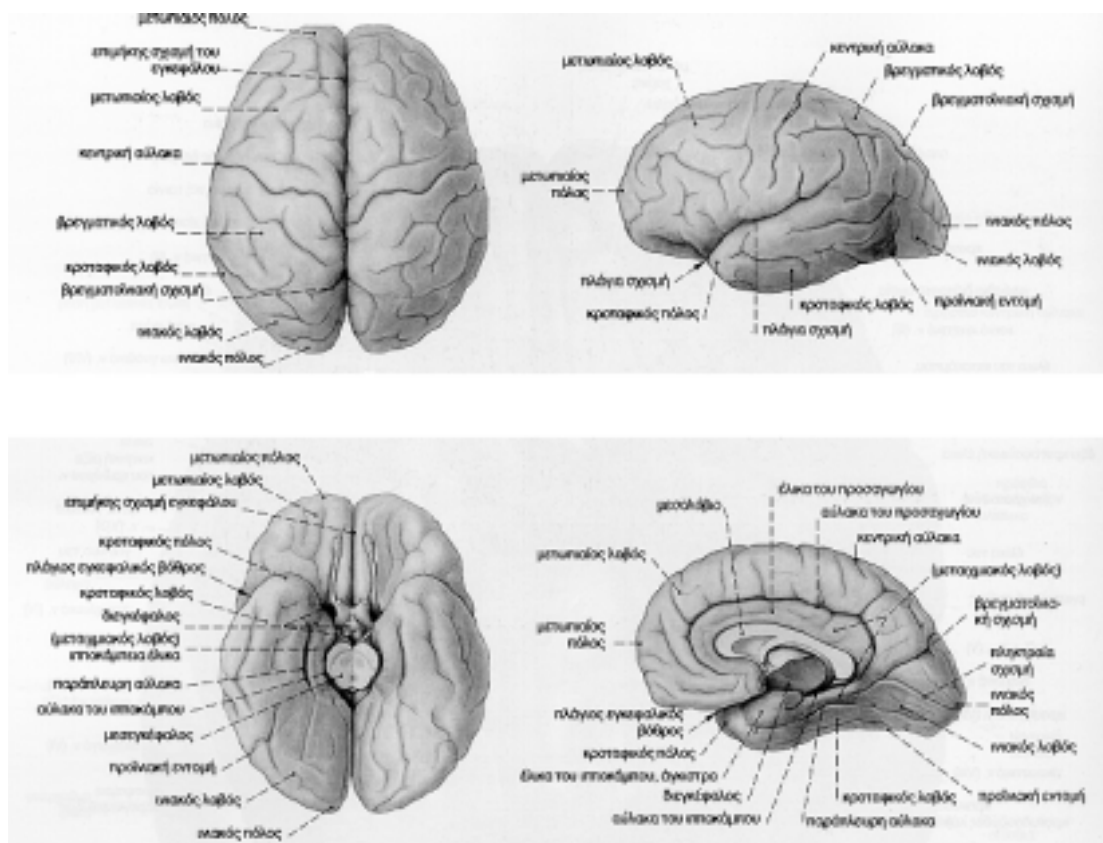 μετωπιαίος πόλος
επιμήκης σχισμή του
εγκεφάλου
μετωπιαίος λοβός
κεντρική αύλακα
βρεγματικός λοβός
κροταφικός λοβός
βρεγματοϊνιακή σχισμή
ινιακός λοβός
ινιακός πόλος
μετωπιαίος λοβός
κεντρική αύλακα
βρεγματικός λοβός
βρεγματοϊνιακή σχισμή
μετωπιαίος
πόλος
ινιακός πόλος
ινιακός λοβός
πλάγια σχισμή
προϊνιακή εντομή
κροταφικός λοβός
κροταφικός πόλος
πλάγια σχισμή
μετωπιαίος πόλος
μετωπιαίος λοβός
επιμήκης σχισμή εγκεφάλου
κροταφικός πόλος
πλάγιος εγκεφαλικός βόθρος
κροταφικός λοβός
διεγκέφαλος
(μεταιχμιακός λοβός)
ιπποκάμπεια έλικα
παράπλευρη αύλακα
αύλακα του ιπποκάμπου
μεσεγκέφαλος
προϊνιακή εντομή
ινιακός λοβός
ινιακός πόλος
έλικα του προσαγωγίου
μεσολόβιο
αύλακα του προσαγωγίου
κεντρική αύλακα
μετωπιαίος λοβός
(μεταιχμιακός λοβός)
βρεγματοϊνια-
κή σχισμή
μετωπιαίος
πόλος
πληκτραία
σχισμή
ινιακός
πόλος
πλάγιος εγκεφαλικός
βόθρος
ινιακός λοβός
κροταφικός πόλος
έλικα του ιπποκάμπου, άγκιστρο
διεγκέφαλος
κροταφικός λοβός
προϊνιακή εντομή
αύλακα του ιπποκάμπου
παράπλευρη αύλακα